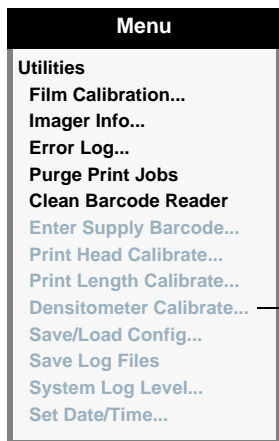 Menu
Utilities
Film Calibration...
Imager Info...
Error Log...
Purge Print Jobs
Clean Barcode Reader
Enter Supply Barcode...
Print Head Calibrate...
Print Length Calibrate...
Densitometer Calibrate...
Save/Load Config...
Save Log Files
System Log Level...
Set Date/Time...